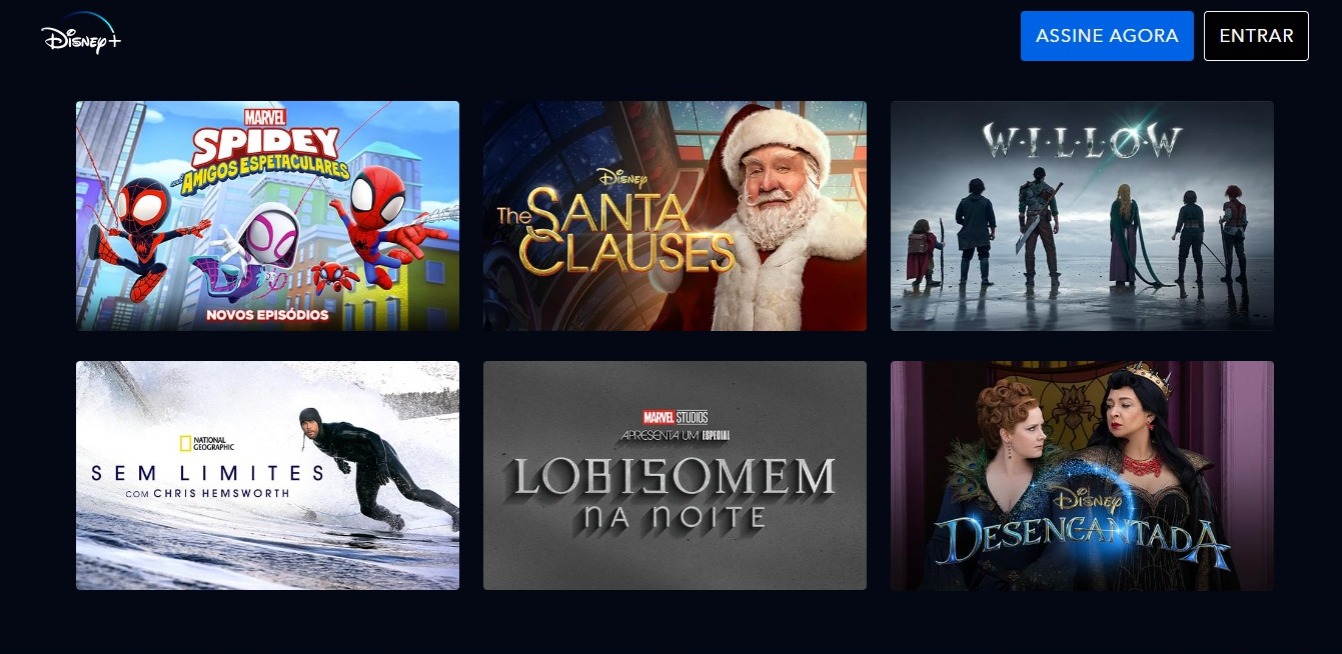 Disney+
ASSINE AGORA
ENTRAR
MARVEL
SPIDEY
E SEUS
AMIGOS ESPETACULARES
NOVOS EPISÓDIOS
Disney
The SANTA
CLAUSES
WILLOW
NATIONAL
GEOGRAPHIC
SEM LIMITES
COM CHRIS HEMSWORTH
MARVEL STUDIOS
APRESENTA UM ESPECIAL
LOBISOMEM
NA NOITE
Disney
DESENCANTADA